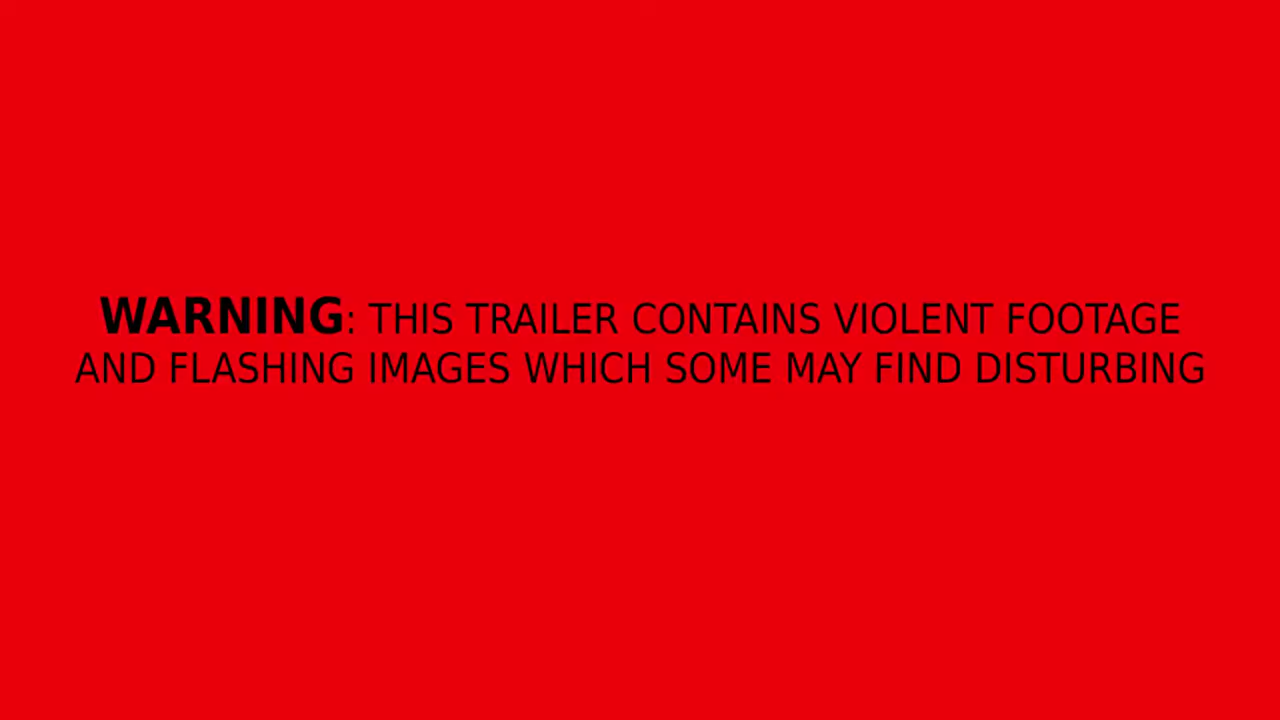 WARNING: THIS TRAILER CONTAINS VIOLENT FOOTAGE
AND FLASHING IMAGES WHICH SOME MAY FIND DISTURBING